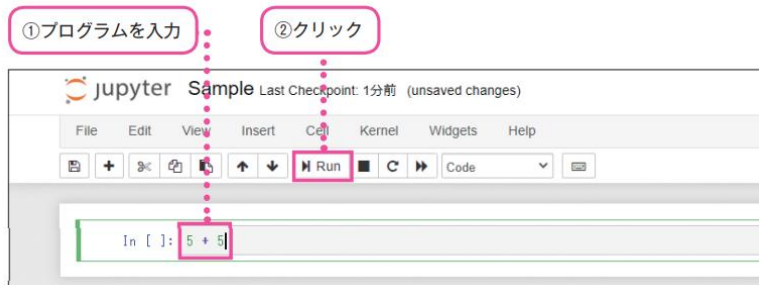 ①プログラムを入力 ②クリック
jupyter Sample Last Checkpoint: 1分前 (unsaved changes)
File Edit View Insert Cell Kernel Widgets Help
Run Code
In [ ]: 5 + 5